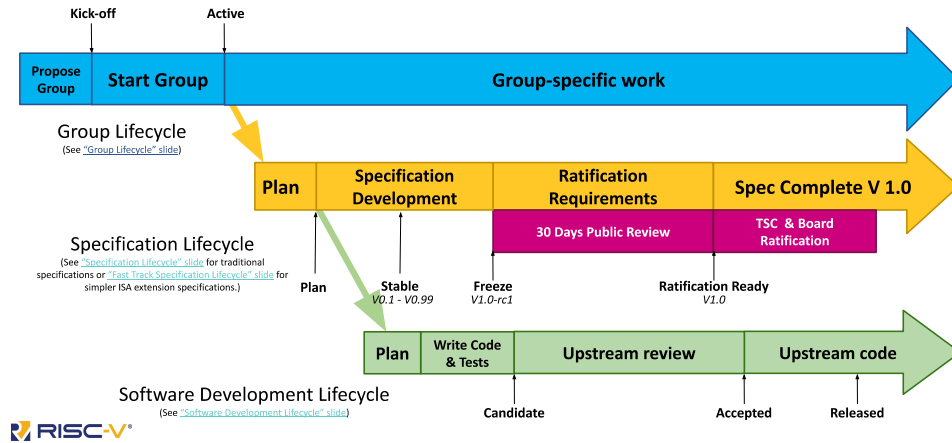 Kick-off
Active
Propose
Group
Start Group
Group-specific work
Group Lifecycle
(See "Group Lifecycle" slide)
Plan
Specification
Development
Ratification
Requirements
Spec Complete V 1.0
30 Days Public Review
TSC & Board
Ratification
Specification Lifecycle
(See "Specification Lifecycle" slide for traditional
specifications or "Fast Track Specification Lifecycle" slide for
simpler ISA extension specifications.)
Plan
Stable
V0.1 - V0.99
Freeze
V1.0-rc1
Ratification Ready
V1.0
Plan
Write Code
& Tests
Upstream review
Upstream code
Software Development Lifecycle
(See "Software Development Lifecycle" slide)
Candidate
Accepted
Released
RISC-V®